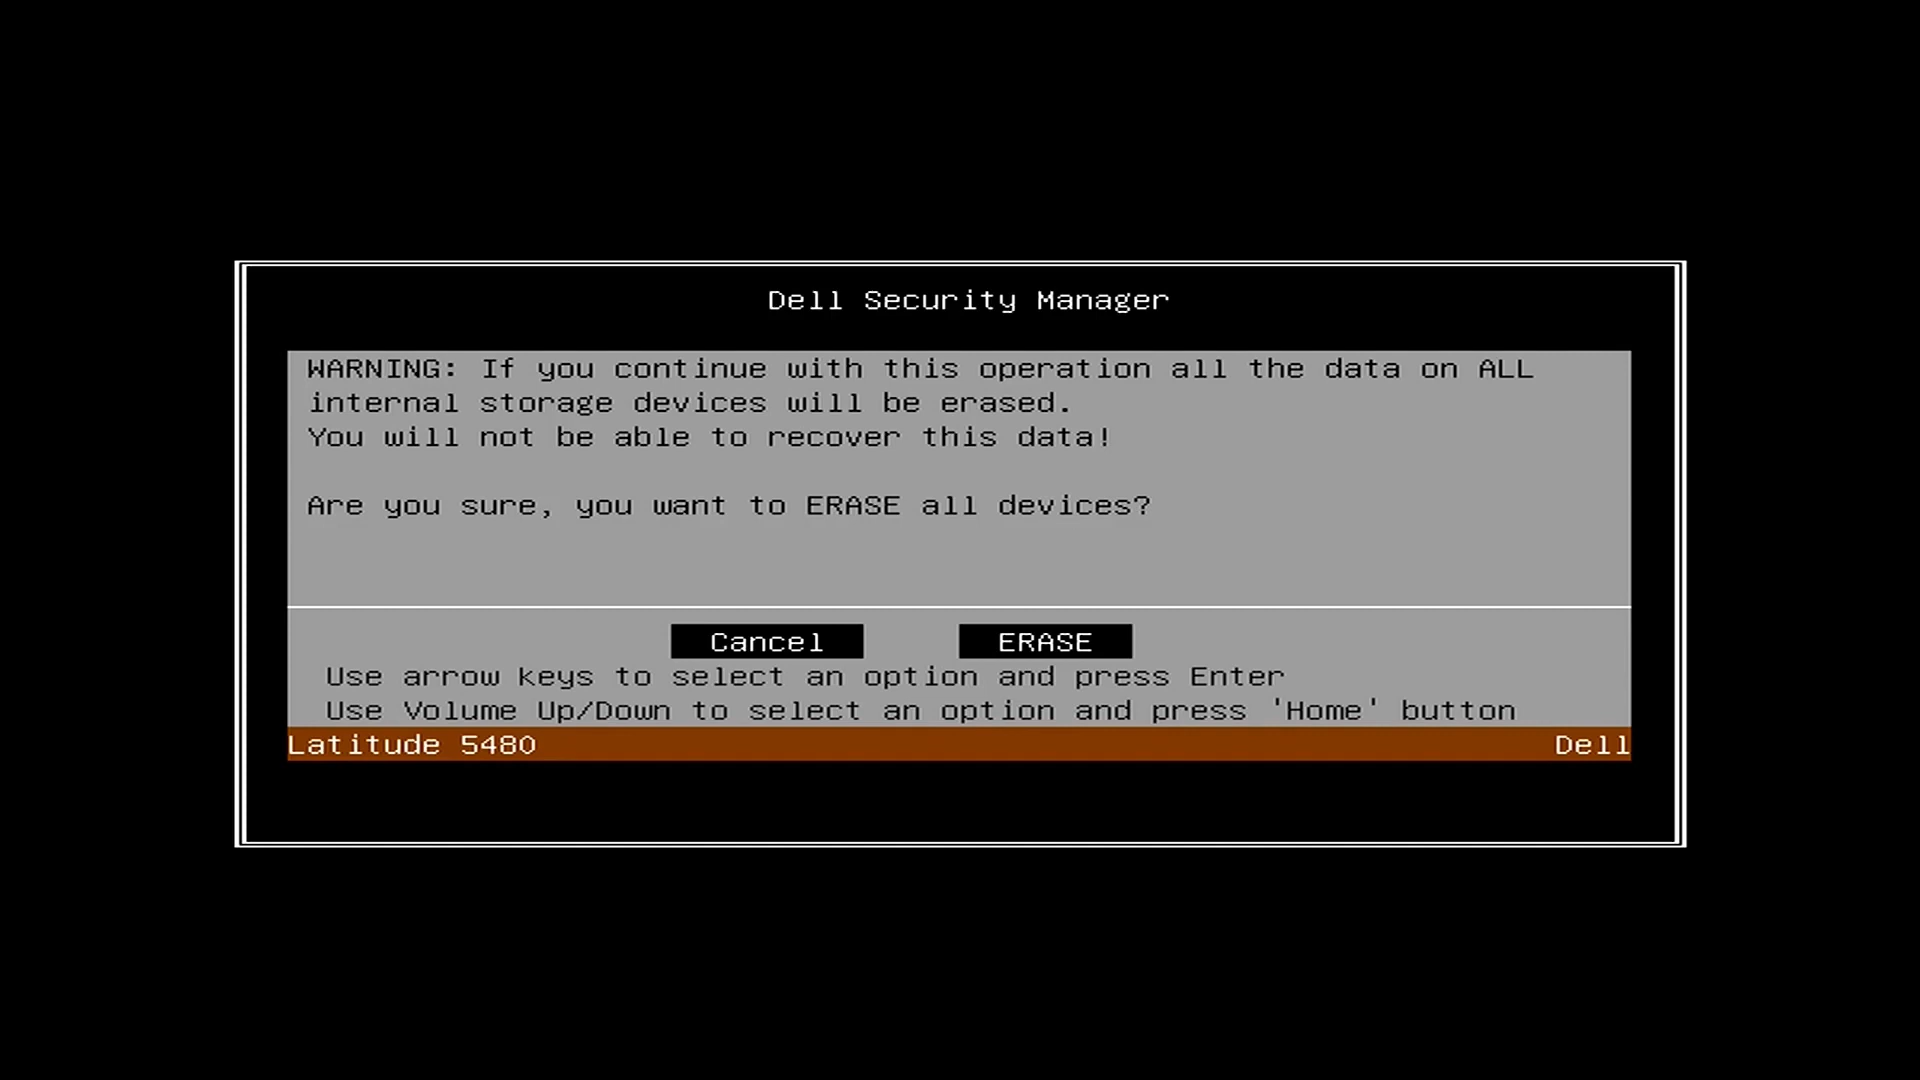 Dell Security Manager
WARNING: If you continue with this operation all the data on ALL
internal storage devices will be erased.
You will not be able to recover this data!
Are you sure, you want to ERASE all devices?
Cancel ERASE
Use arrow keys to select an option and press Enter
Use Volume Up/Down to select an option and press 'Home' button
Latitude 5480 Dell